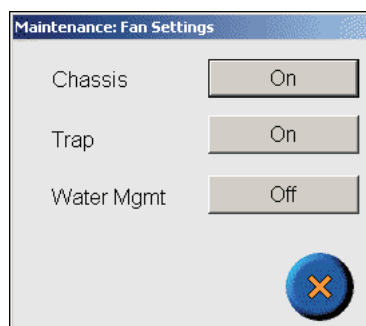 Maintenance: Fan Settings
Chassis On
Trap On
Water Mgmt Off